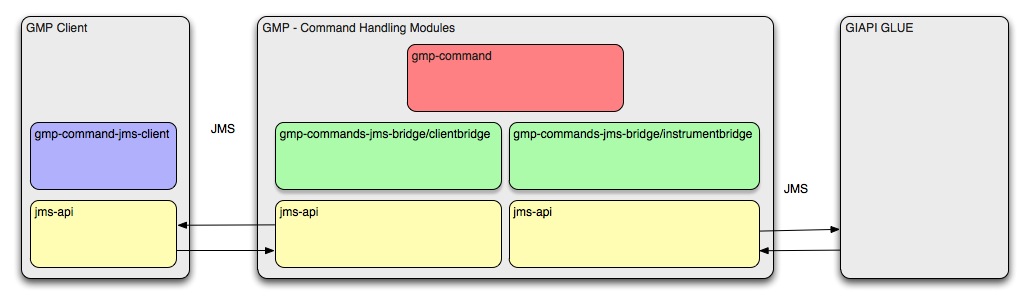 GMP Client
GMP - Command Handling Modules
GIAPI GLUE
gmp-command
gmp-command-jms-client
JMS
gmp-commands-jms-bridge/clientbridge
gmp-commands-jms-bridge/instrumentbridge
JMS
jms-api
jms-api
jms-api